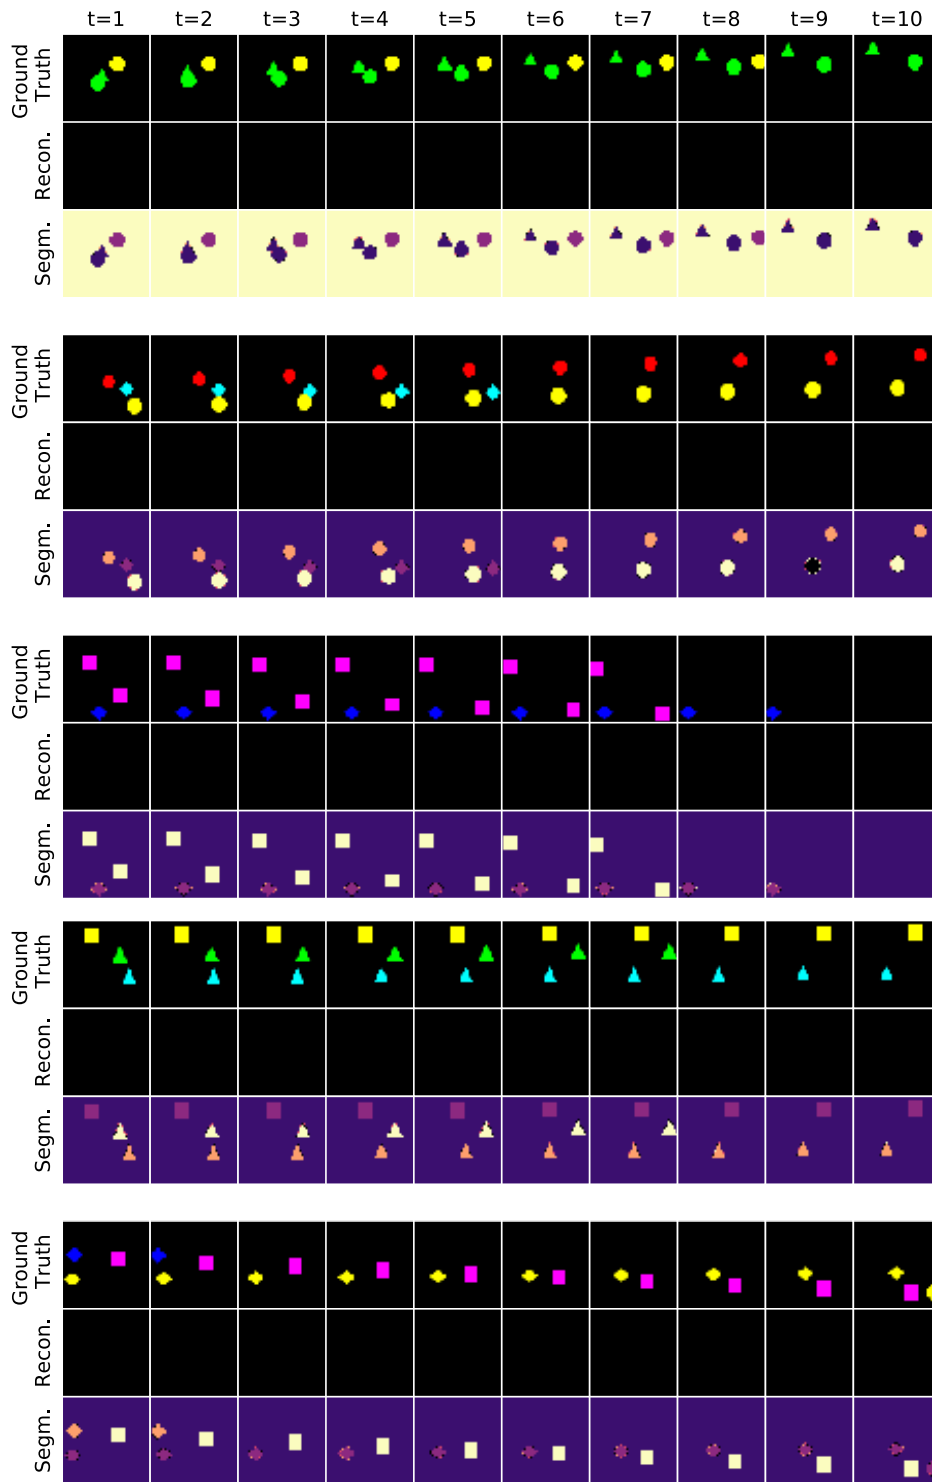 t=1 t=2 t=3 t=4 t=5 t=6 t=7 t=8 t=9 t=10
Ground
Truth
Recon.
Segm.
Ground
Truth
Recon.
Segm.
Ground
Truth
Recon.
Segm.
Ground
Truth
Recon.
Segm.
Ground
Truth
Recon.
Segm.